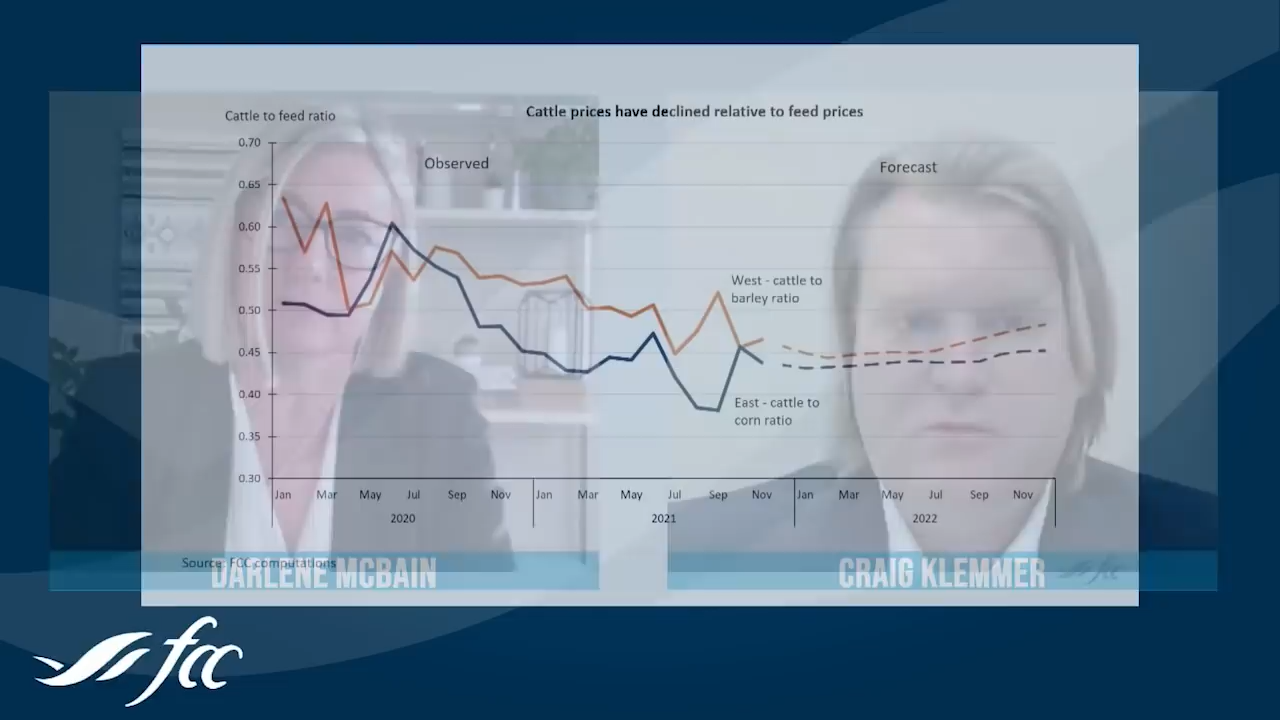 Cattle prices have declined relative to feed prices
Cattle to feed ratio
0.70
0.65
0.60
0.55
0.50
0.45
0.40
0.35
0.30
Observed
Forecast
West - cattle to
barley ratio
East - cattle to
corn ratio
Jan Mar May Jul Sep Nov Jan Mar May Jul Sep Nov Jan Mar May Jul Sep Nov
2020 2021 2022
Source: FCC computations
DARLENE MCBAIN
CRAIG KLEMMER
fcc
fcc